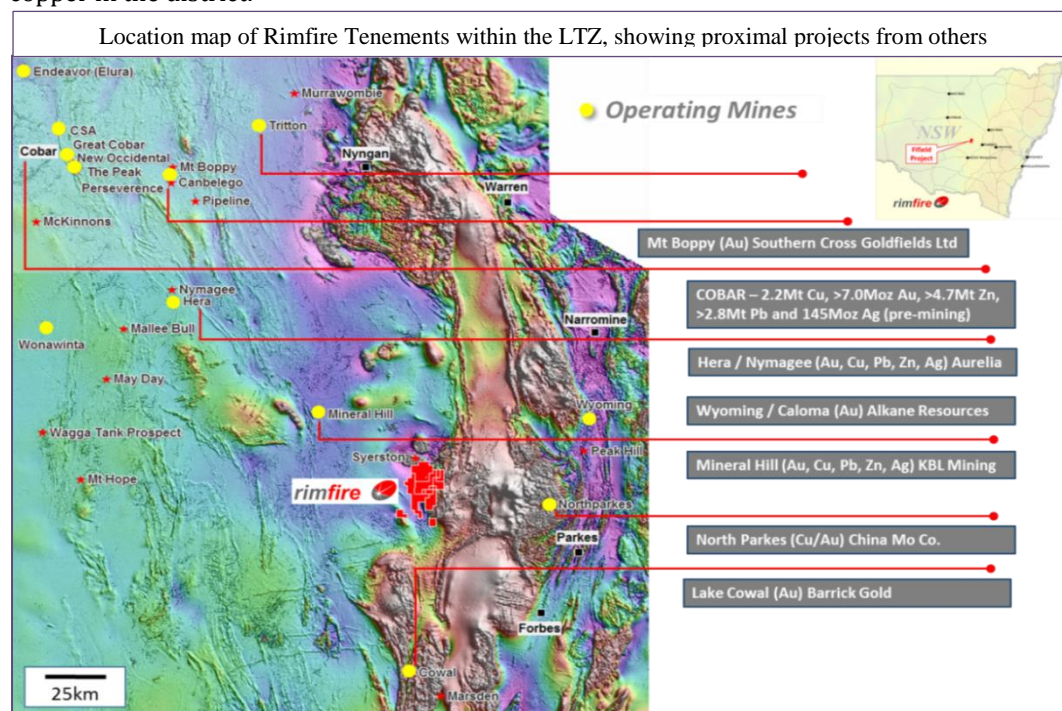 copper in the district.
Location map of Rimfire Tenements within the LTZ, showing proximal projects from others
Endeavor (Elura)
Murrawombie
Operating Mines
CSA
Great Cobar
Cobar
New Occidental
The Peak
Perseverence
Tritton
Nyngan
Mt Boppy
Canbelego
Pipeline
Warren
McKinnons
NSW
Fifield
Project
rimfire
Mt Boppy (Au) Southern Cross Goldfields Ltd
Nymagee
Hera
COBAR – 2.2Mt Cu, >7.0Moz Au, >4.7Mt Zn,
>2.8Mt Pb and 145Moz Ag (pre-mining)
Narromine
Mallee Bull
Wonawinta
Hera / Nymagee (Au, Cu, Pb, Zn, Ag) Aurelia
May Day
Mineral Hill
Wyoming
Wyoming / Caloma (Au) Alkane Resources
Wagga Tank Prospect
Peak Hill
Syerston
Mineral Hill (Au, Cu, Pb, Zn, Ag) KBL Mining
Mt Hope
rimfire
Northparkes
North Parkes (Cu/Au) China Mo Co.
Parkes
Lake Cowal (Au) Barrick Gold
Forbes
Cowal
Marsden
25km